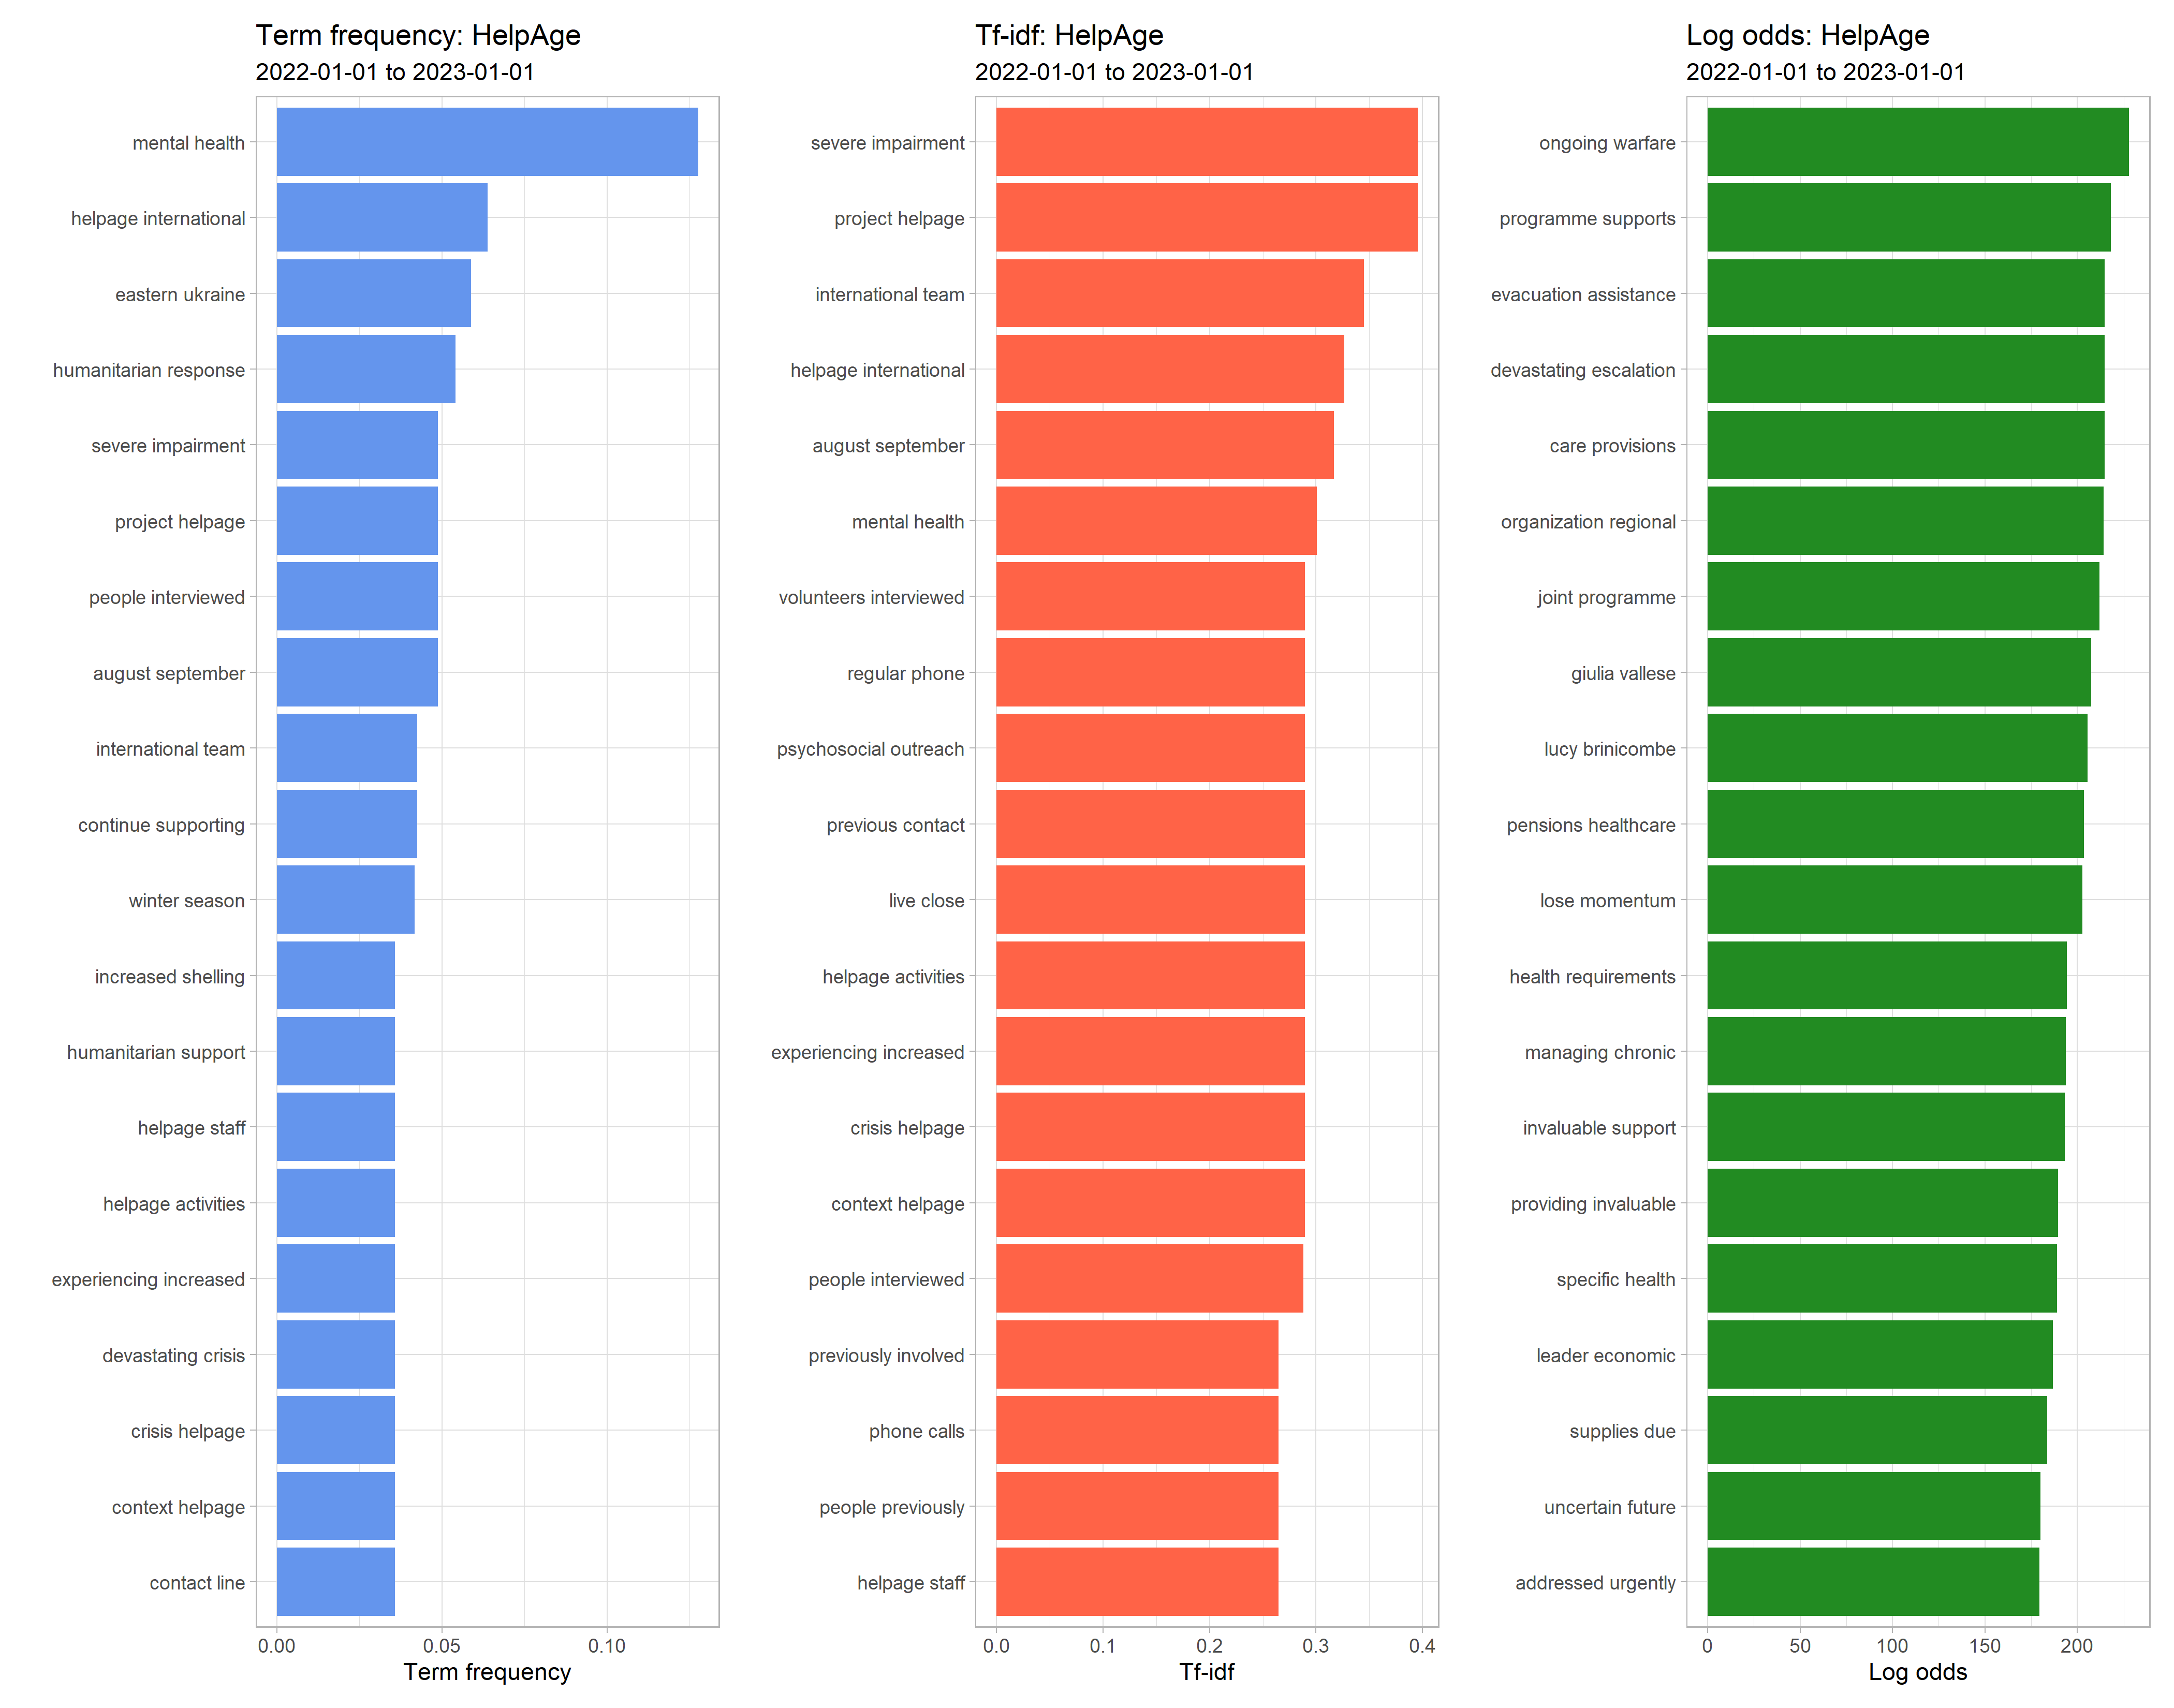 Term frequency: HelpAge
2022-01-01 to 2023-01-01
mental health
helpage international
eastern ukraine
humanitarian response
severe impairment
project helpage
people interviewed
august september
international team
continue supporting
winter season
increased shelling
humanitarian support
helpage staff
helpage activities
experiencing increased
devastating crisis
crisis helpage
context helpage
contact line
0.00 0.05 0.10
Term frequency
Tf-idf: HelpAge
2022-01-01 to 2023-01-01
severe impairment
project helpage
international team
helpage international
august september
mental health
volunteers interviewed
regular phone
psychosocial outreach
previous contact
live close
helpage activities
experiencing increased
crisis helpage
context helpage
people interviewed
previously involved
phone calls
people previously
helpage staff
0.0 0.1 0.2 0.3 0.4
Tf-idf
Log odds: HelpAge
2022-01-01 to 2023-01-01
ongoing warfare
programme supports
evacuation assistance
devastating escalation
care provisions
organization regional
joint programme
giulia vallese
lucy brinicombe
pensions healthcare
lose momentum
health requirements
managing chronic
invaluable support
providing invaluable
specific health
leader economic
supplies due
uncertain future
addressed urgently
0 50 100 150 200
Log odds